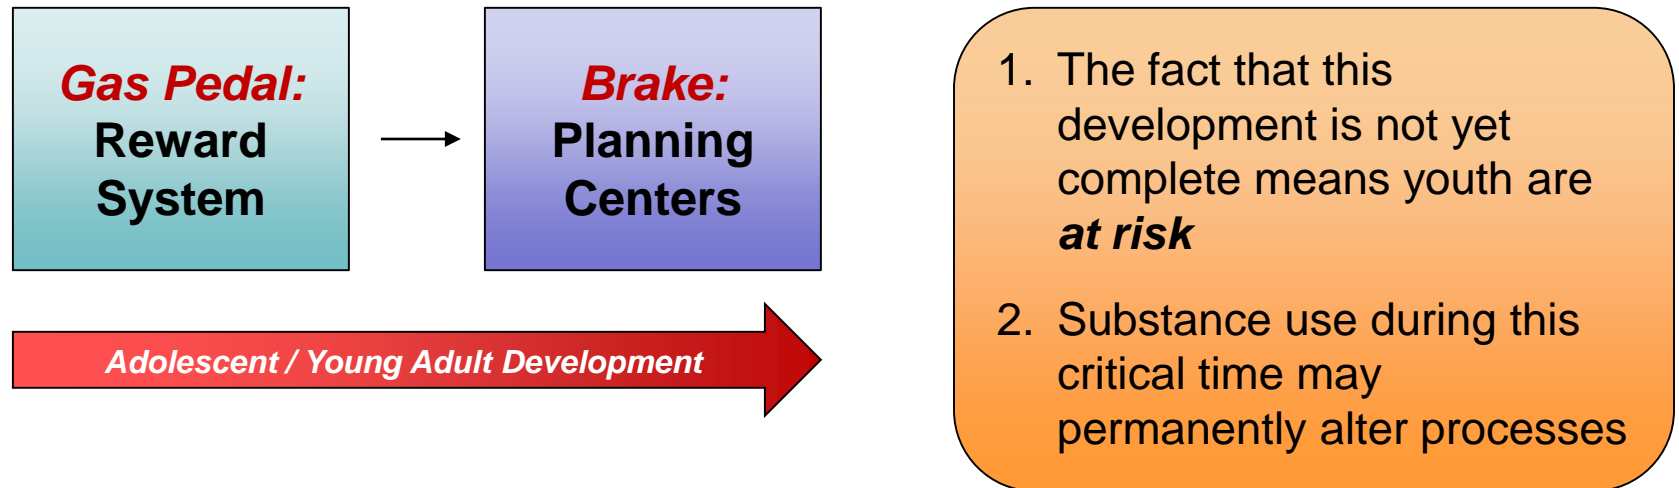 Gas Pedal:
Reward
System
Brake:
Planning
Centers
Adolescent / Young Adult Development
1. The fact that this
development is not yet
complete means youth are
at risk
2. Substance use during this
critical time may
permanently alter processes